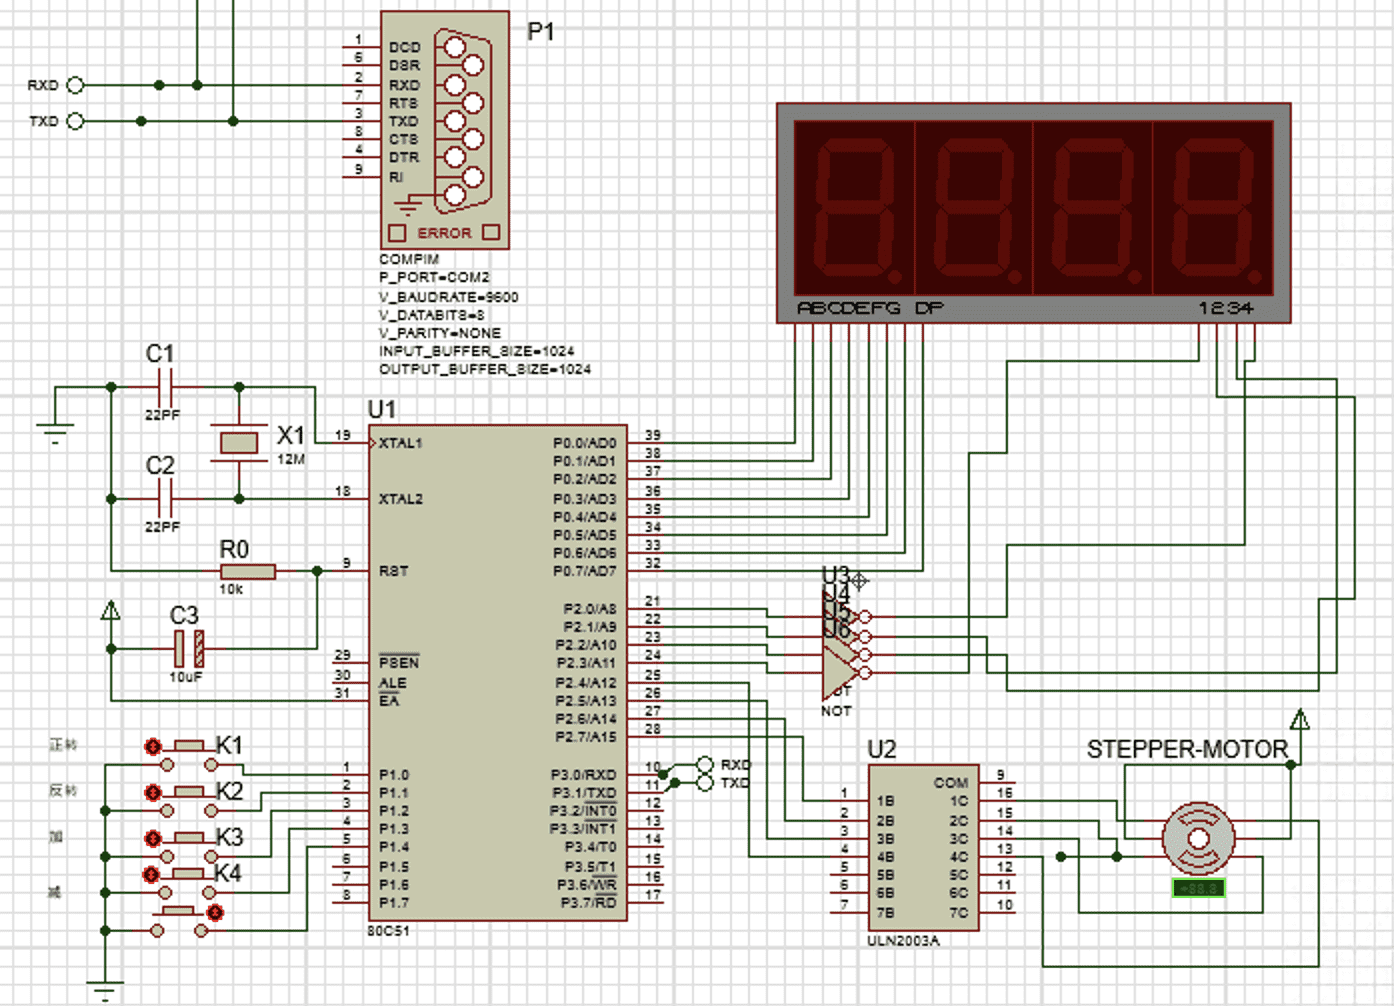 P1
1 DCD
6 DSR
RXD 2 RXD
7 RTS
TXD 3 TXD
8 CTS
4 DTR
9 RI
ERROR
COMPIM
P_PORT=COM2
V_BAUDRATE=9600
V_DATABITS=8
V_PARITY=NONE
INPUT_BUFFER_SIZE=1024
OUTPUT_BUFFER_SIZE=1024
ABCDEFG DP 1234
C1
22PF
X1
12M
C2
22PF
R0
10k
C3
10uF
U1
19 XTAL1
18 XTAL2
9 RST
29 PSEN
30 ALE
31 EA
1 P1.0
2 P1.1
3 P1.2
4 P1.3
5 P1.4
6 P1.5
7 P1.6
8 P1.7
P0.0/AD0 39
P0.1/AD1 38
P0.2/AD2 37
P0.3/AD3 36
P0.4/AD4 35
P0.5/AD5 34
P0.6/AD6 33
P0.7/AD7 32
P2.0/A8 21
P2.1/A9 22
P2.2/A10 23
P2.3/A11 24
P2.4/A12 25
P2.5/A13 26
P2.6/A14 27
P2.7/A15 28
P3.0/RXD 10 RXD
P3.1/TXD 11 TXD
P3.2/INT0 12
P3.3/INT1 13
P3.4/T0 14
P3.5/T1 15
P3.6/WR 16
P3.7/RD 17
80C51
正转 K1
反转 K2
加 K3
减 K4
U3
U4
U5
U6
NOT
U2
COM 9
1 1B 1C 16
2 2B 2C 15
3 3B 3C 14
4 4B 4C 13
5 5B 5C 12
6 6B 6C 11
7 7B 7C 10
ULN2003A
STEPPER-MOTOR
+88.8